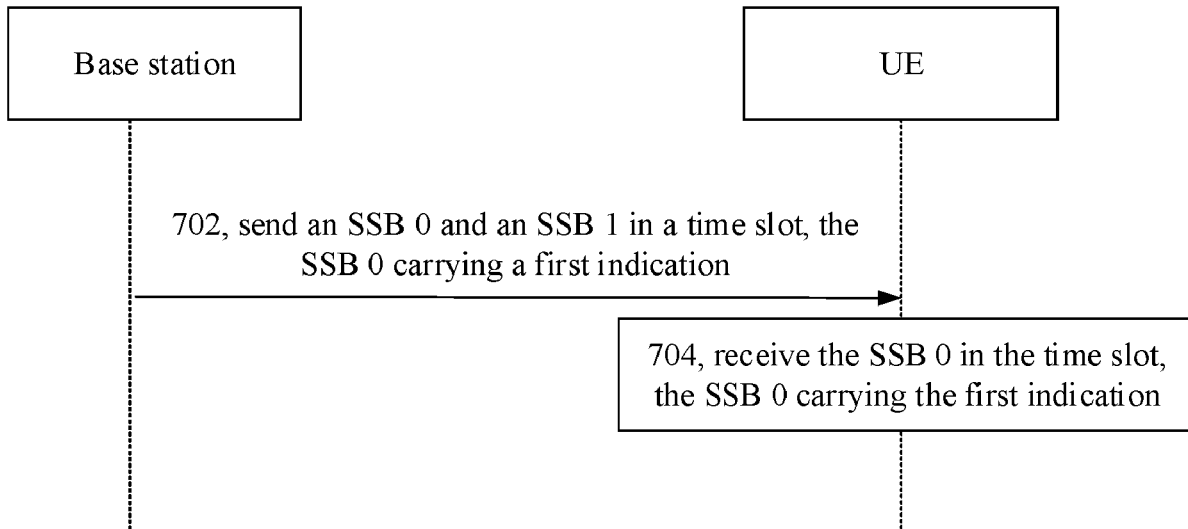 Base station
UE
702, send an SSB 0 and an SSB 1 in a time slot, the
SSB 0 carrying a first indication
704, receive the SSB 0 in the time slot,
the SSB 0 carrying the first indication